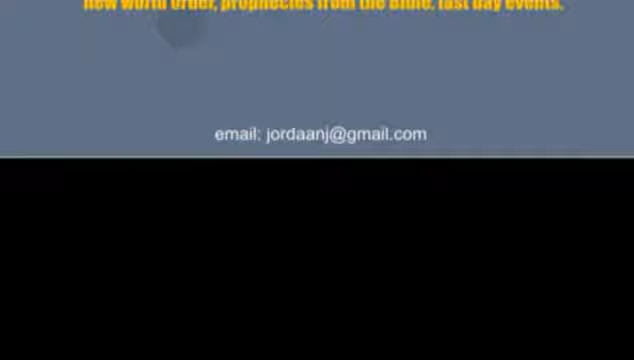 new world order, prophecies from the Bible, last day events.
email: jordaanj@gmail.com